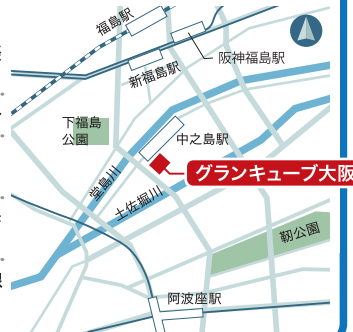 福島駅
阪神福島駅
新福島駅
下福島
公園
中之島駅
グランキューブ大阪
堂島川
土佐堀川
靭公園
阿波座駅